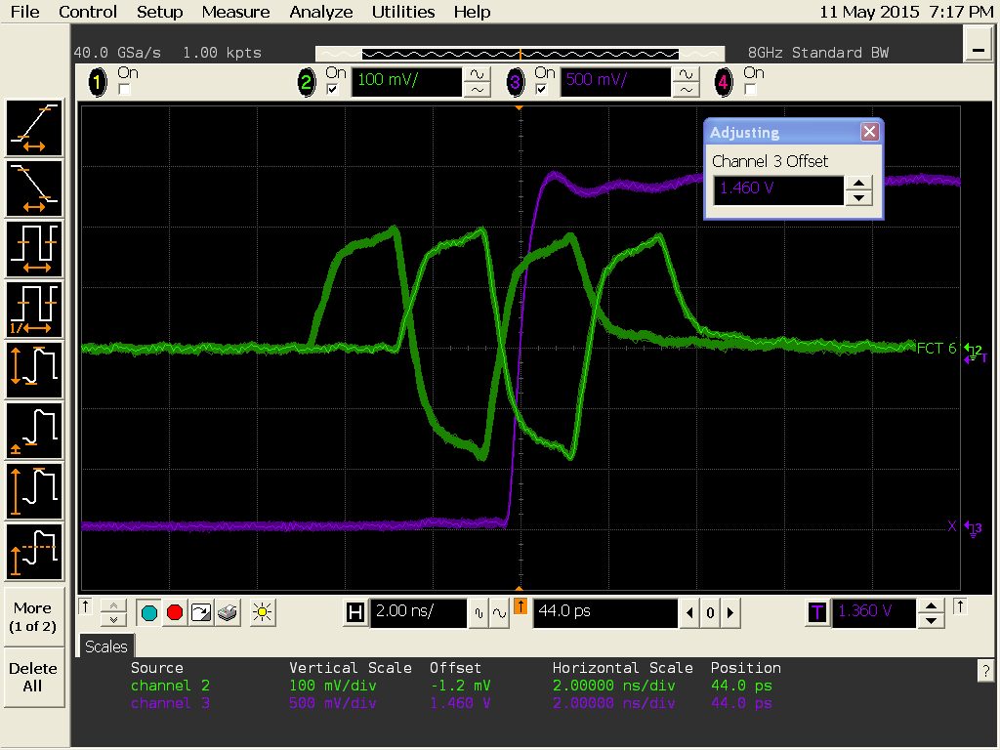 File Control Setup Measure Analyze Utilities Help 11 May 2015 7:17 PM
40.0 GSa/s 1.00 kpts 8GHz Standard BW
1 On 2 On 100 mV/ 3 On 500 mV/ 4 On
Adjusting
Channel 3 Offset
1.460 V
1/
FCT 6 2
T
X 3
More
(1 of 2)
Delete
All
H 2.00 ns/ 44.0 ps 0 T 1.360 V
Scales
?
Source Vertical Scale Offset Horizontal Scale Position
channel 2 100 mV/div -1.2 mV 2.00000 ns/div 44.0 ps
channel 3 500 mV/div 1.460 V 2.00000 ns/div 44.0 ps